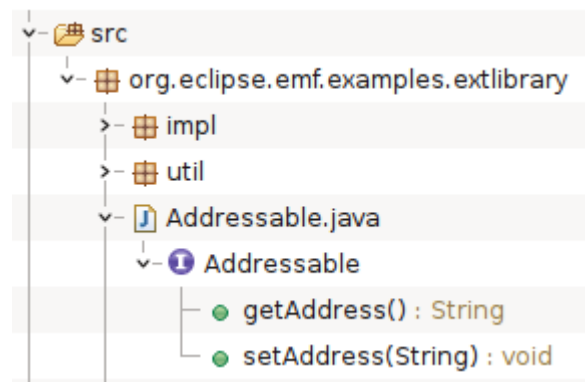 src
org.eclipse.emf.examples.extlibrary
impl
util
J Addressable.java
I Addressable
getAddress() : String
setAddress(String) : void